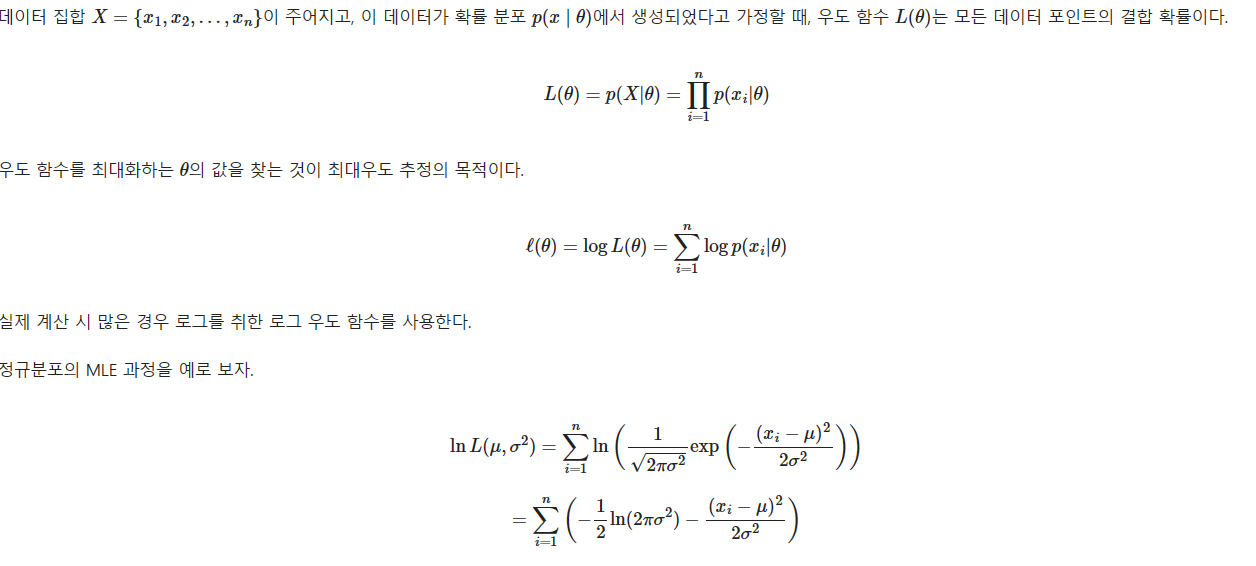 데이터 집합 $X = \{x_1, x_2, \ldots, x_n\}$이 주어지고, 이 데이터가 확률 분포 $p(x \mid \theta)$에서 생성되었다고 가정할 때, 우도 함수 $L(\theta)$는 모든 데이터 포인트의 결합 확률이다.
$L(\theta) = p(X|\theta) = \prod_{i=1}^{n} p(x_i|\theta)$
우도 함수를 최대화하는 $\theta$의 값을 찾는 것이 최대우도 추정의 목적이다.
$\ell(\theta) = \log L(\theta) = \sum_{i=1}^{n} \log p(x_i|\theta)$
실제 계산 시 많은 경우 로그를 취한 로그 우도 함수를 사용한다.
정규분포의 MLE 과정을 예로 보자.
$\ln L(\mu, \sigma^2) = \sum_{i=1}^{n} \ln \left( \frac{1}{\sqrt{2\pi\sigma^2}} \exp \left( -\frac{(x_i - \mu)^2}{2\sigma^2} \right) \right)$
$= \sum_{i=1}^{n} \left( -\frac{1}{2} \ln(2\pi\sigma^2) - \frac{(x_i - \mu)^2}{2\sigma^2} \right)$